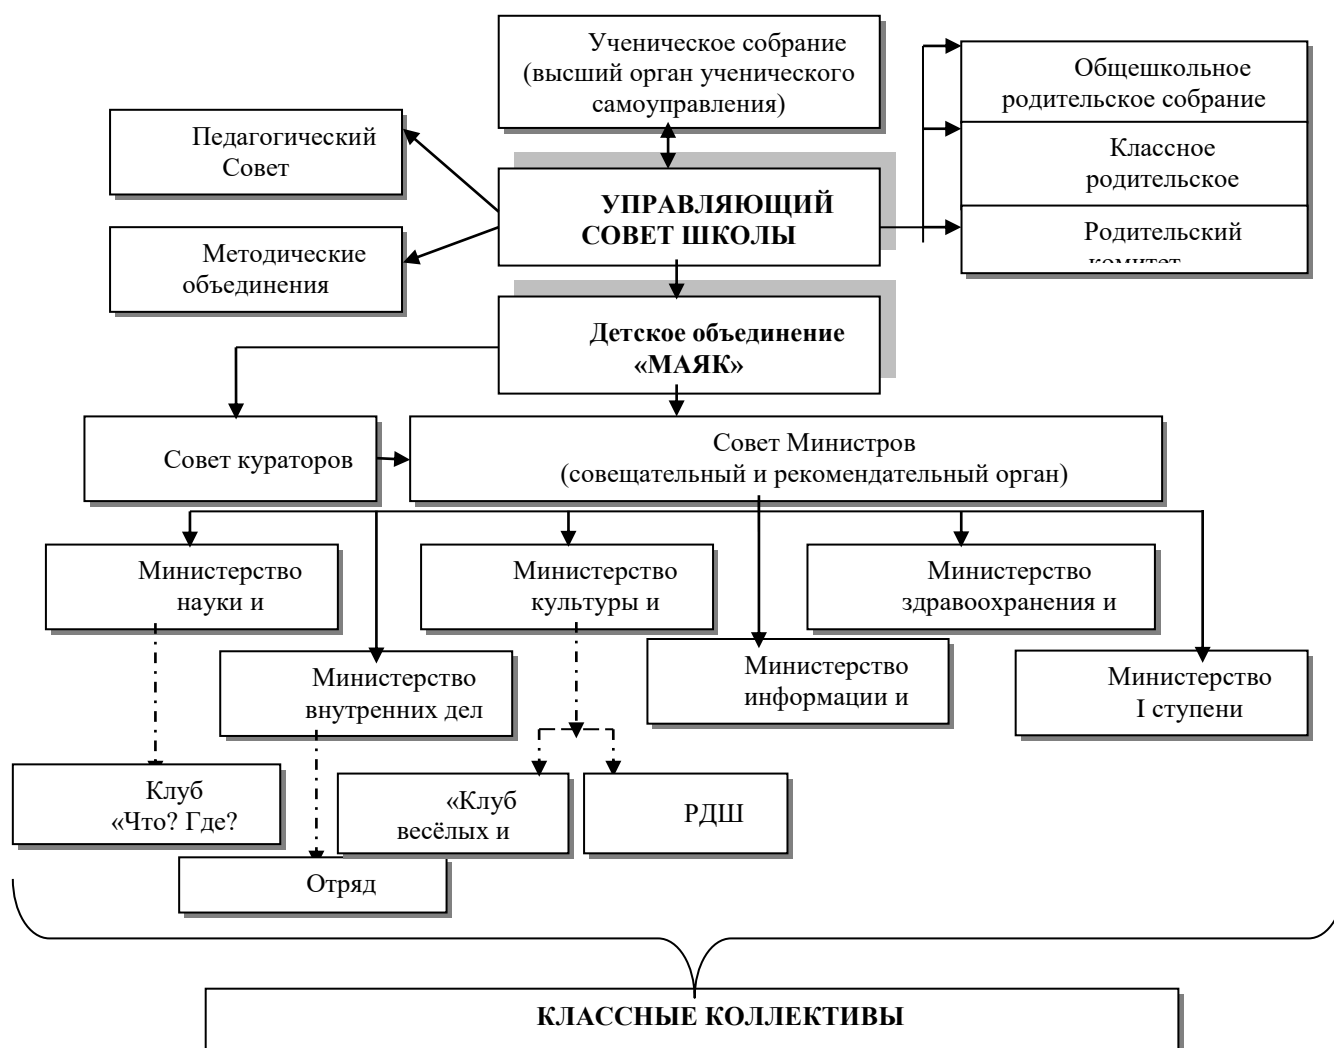 Ученическое собрание
(высший орган ученического
самоуправления)
Общешкольное
родительское собрание
Педагогический
Совет
Классное
родительское
УПРАВЛЯЮЩИЙ
СОВЕТ ШКОЛЫ
Родительский
комитет
Методические
объединения
Детское объединение
«МАЯК»
Совет кураторов
Совет Министров
(совещательный и рекомендательный орган)
Министерство
науки и
Министерство
культуры и
Министерство
здравоохранения и
Министерство
внутренних дел
Министерство
информации и
Министерство
I ступени
Клуб
«Что? Где?
«Клуб
весёлых и
РДШ
Отряд
КЛАССНЫЕ КОЛЛЕКТИВЫ